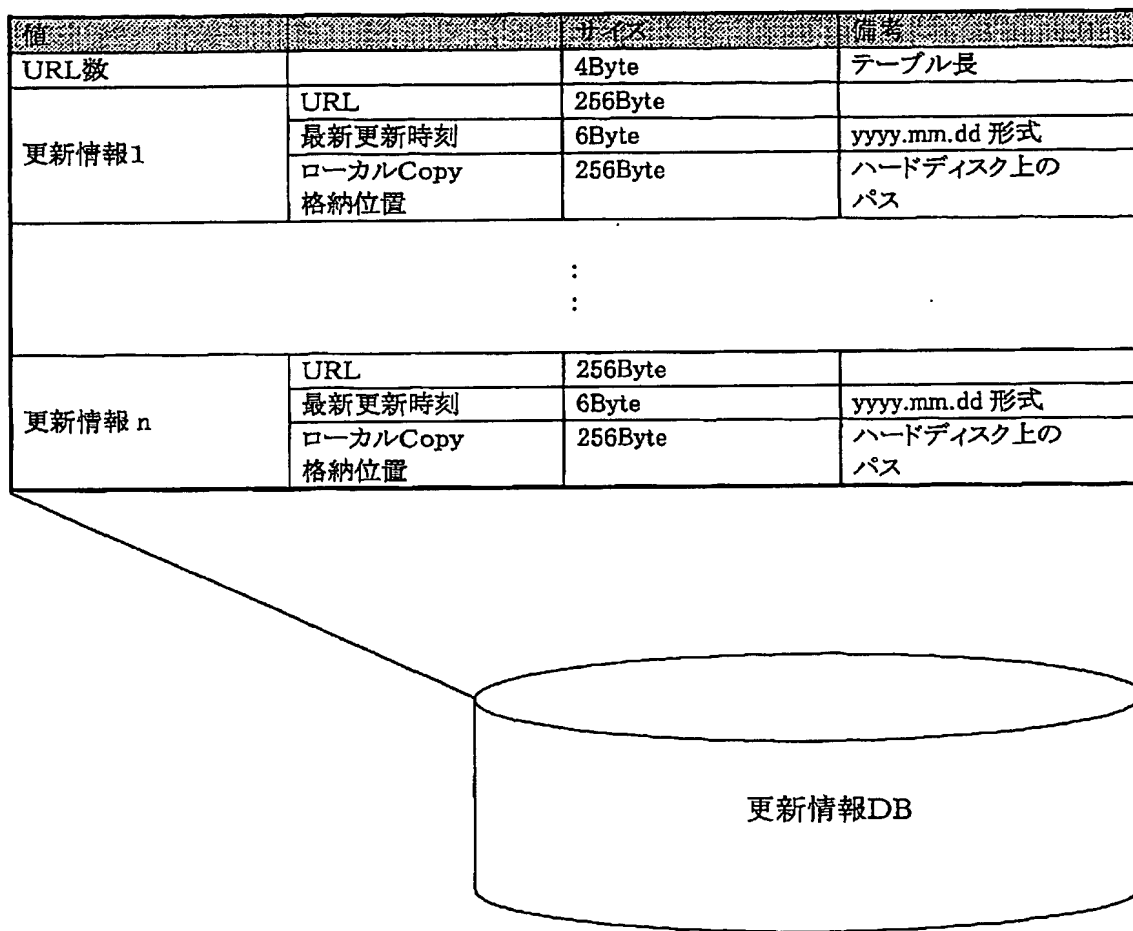 値 サイズ 備考
URL数 4Byte テーブル長
更新情報1
URL 256Byte
最新更新時刻 6Byte yyyy.mm.dd 形式
ローカルCopy 256Byte ハードディスク上の
格納位置 パス
:
:
更新情報 n
URL 256Byte
最新更新時刻 6Byte yyyy.mm.dd 形式
ローカルCopy 256Byte ハードディスク上の
格納位置 パス
更新情報DB